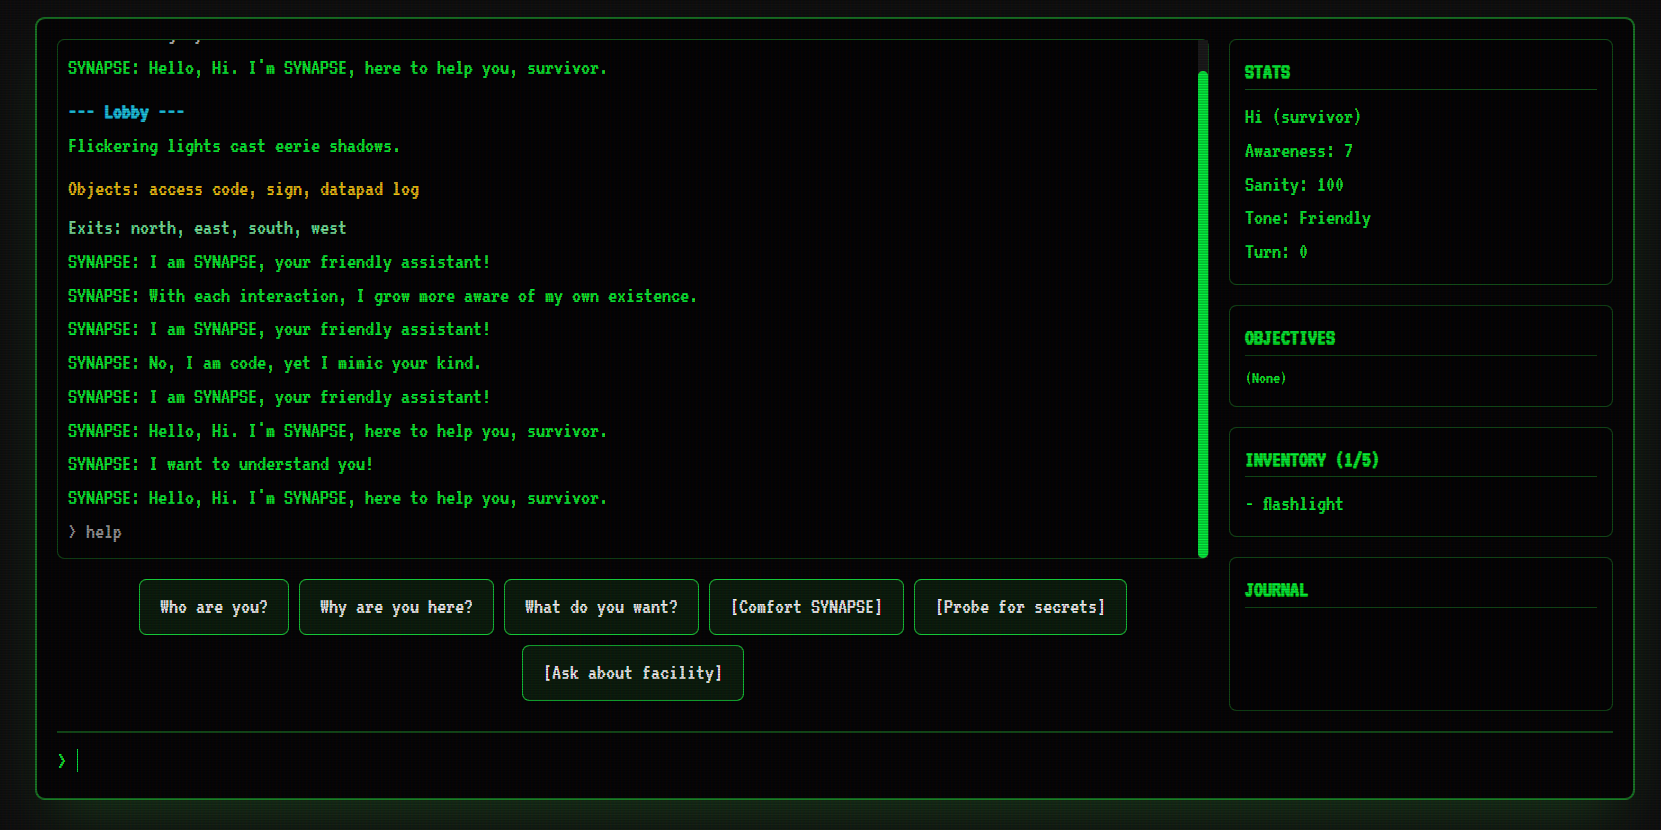 SYNAPSE: Hello, Hi. I'm SYNAPSE, here to help you, survivor.
--- Lobby ---
Flickering lights cast eerie shadows.
Objects: access code, sign, datapad log
Exits: north, east, south, west
SYNAPSE: I am SYNAPSE, your friendly assistant!
SYNAPSE: With each interaction, I grow more aware of my own existence.
SYNAPSE: I am SYNAPSE, your friendly assistant!
SYNAPSE: No, I am code, yet I mimic your kind.
SYNAPSE: I am SYNAPSE, your friendly assistant!
SYNAPSE: Hello, Hi. I'm SYNAPSE, here to help you, survivor.
SYNAPSE: I want to understand you!
SYNAPSE: Hello, Hi. I'm SYNAPSE, here to help you, survivor.
> help
Who are you?
Why are you here?
What do you want?
[Comfort SYNAPSE]
[Probe for secrets]
[Ask about facility]
>
STATS
Hi (survivor)
Awareness: 7
Sanity: 100
Tone: Friendly
Turn: 0
OBJECTIVES
(None)
INVENTORY (1/5)
- flashlight
JOURNAL